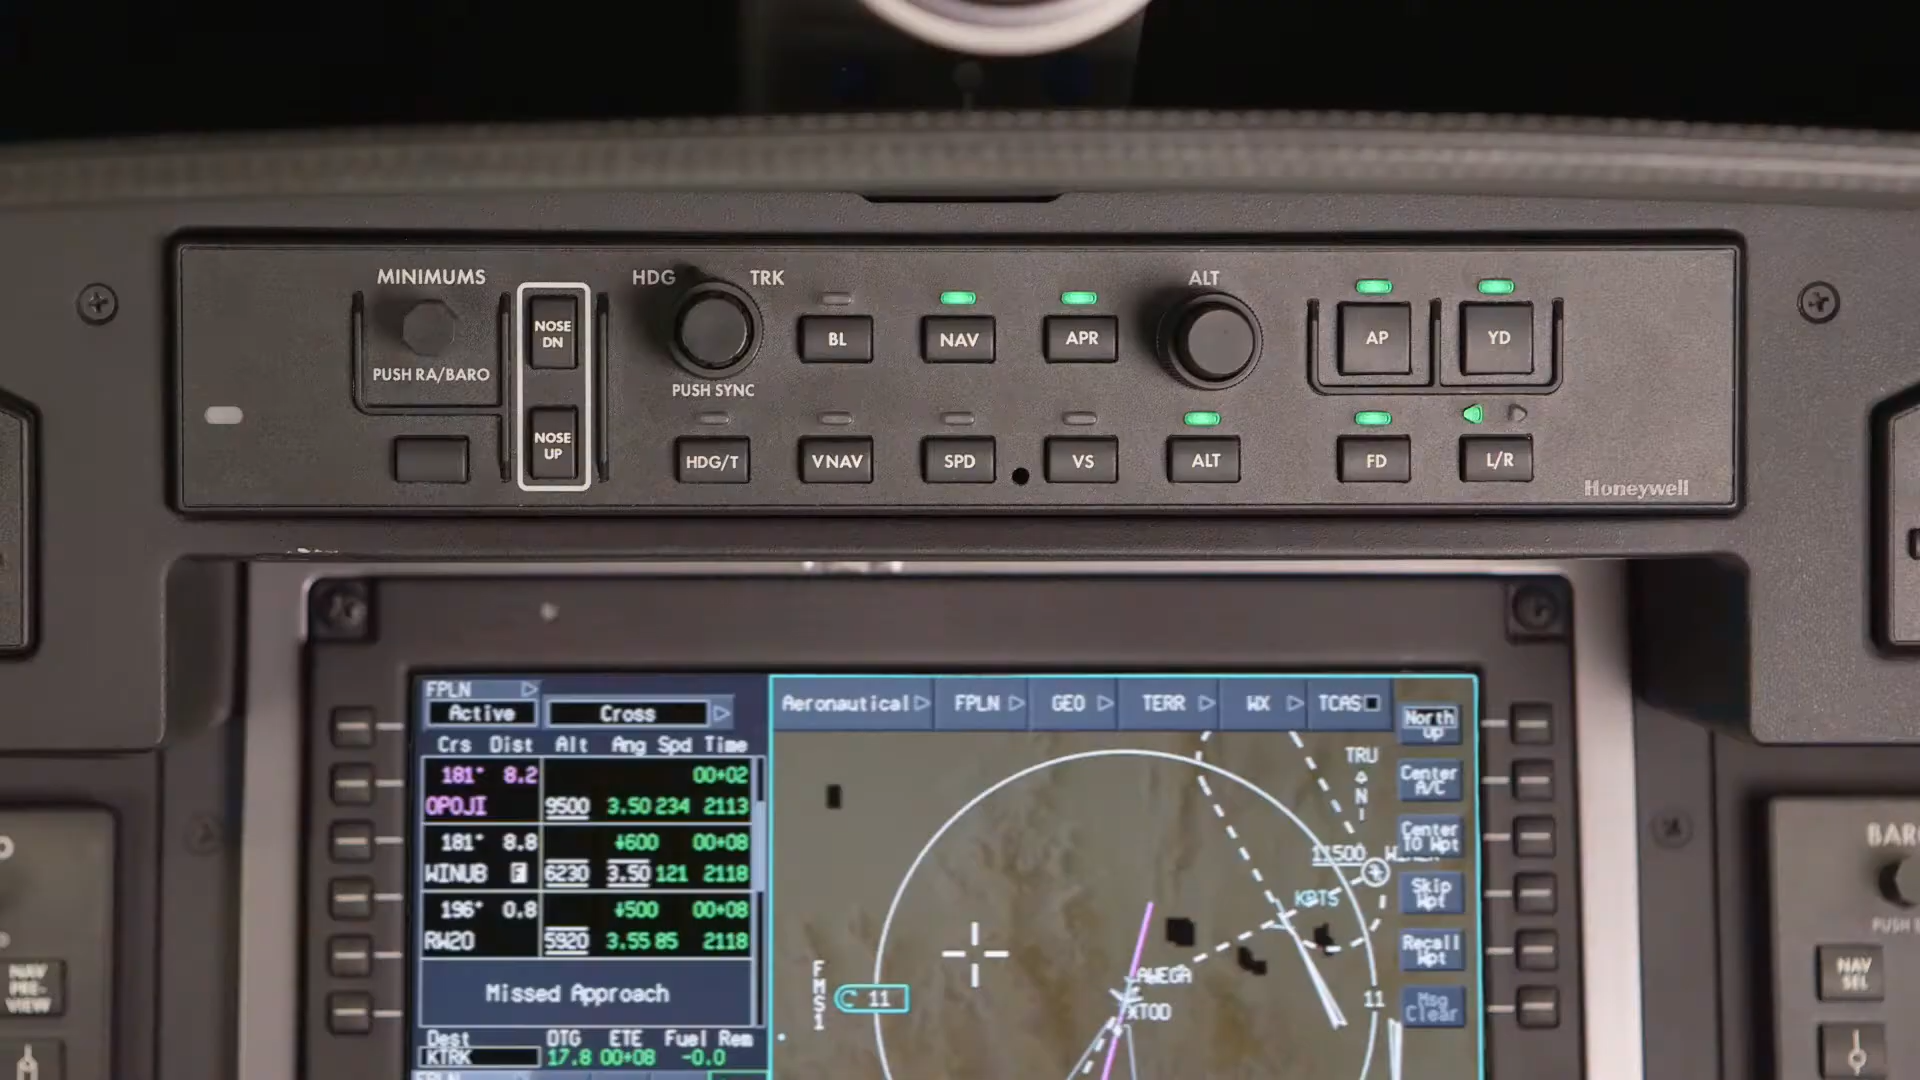 MINIMUMS
PUSH RA/BARO
NOSE
DN
NOSE
UP
HDG
TRK
PUSH SYNC
BL
NAV
APR
ALT
AP
YD
HDG/T
VNAV
SPD
VS
ALT
FD
L/R
Honeywell
FPLN
Active
Cross
Crs Dist Alt Ang Spd Time
181° 8.2 00+02
OPOJI 9500 3.50 234 2113
181° 8.8 ↓600 00+08
WINUB F 6230 3.50 121 2118
196° 0.8 ↓500 00+08
RW20 5920 3.55 85 2118
Missed Approach
Dest DTG ETE Fuel Rem
KTRK 17.8 00+08 -0.0
Aeronautical FPLN GEO TERR WX TCAS
TRU
N
11500
KBTS
AWEGA
XTOD
FMS1
11
11
North
Up
Center
A/C
Center
TO Wpt
Skip
Wpt
Recall
Wpt
Msg
Clear
NAV
PRE-
VIEW
NAV
SEL